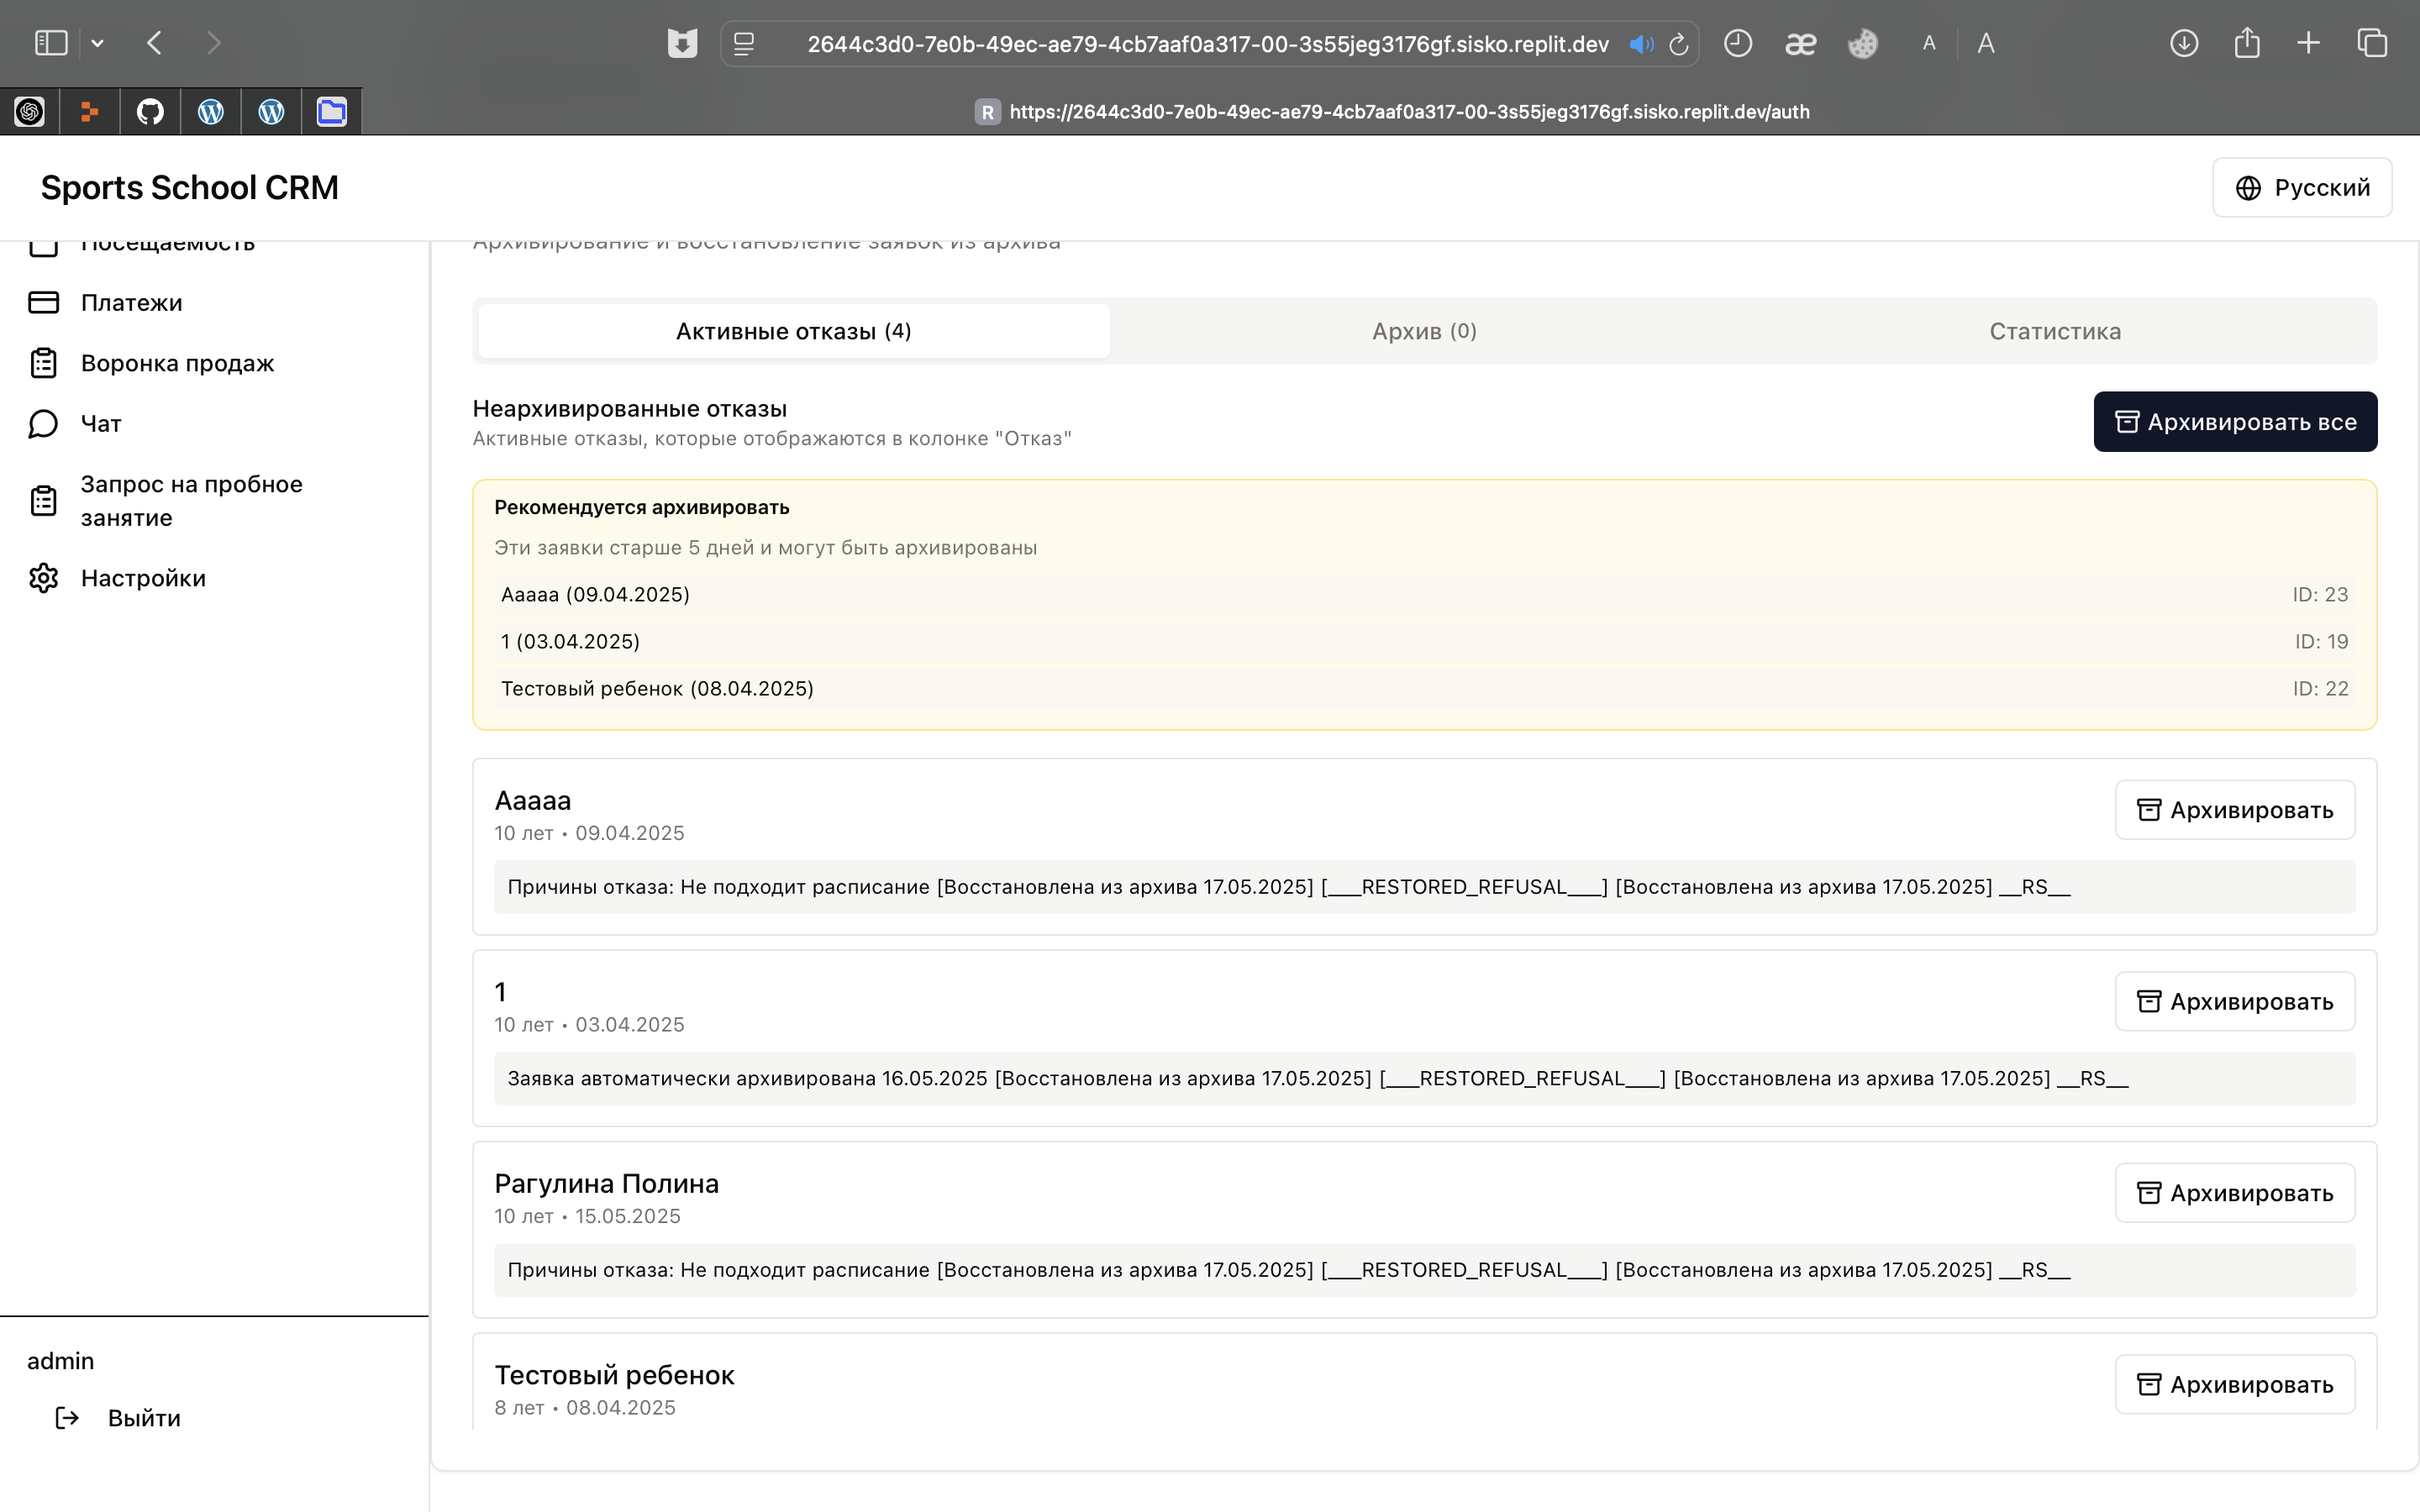 2644c3d0-7e0b-49ec-ae79-4cb7aaf0a317-00-3s55jeg3176gf.sisko.replit.dev
æ
A
A
R https://2644c3d0-7e0b-49ec-ae79-4cb7aaf0a317-00-3s55jeg3176gf.sisko.replit.dev/auth
Sports School CRM
Русский
Посещаемость
Платежи
Воронка продаж
Чат
Запрос на пробное
занятие
Настройки
admin
Выйти
Архивирование и восстановление заявок из архива
Активные отказы (4)
Архив (0)
Статистика
Неархивированные отказы
Активные отказы, которые отображаются в колонке "Отказ"
Архивировать все
Рекомендуется архивировать
Эти заявки старше 5 дней и могут быть архивированы
Ааааа (09.04.2025)
ID: 23
1 (03.04.2025)
ID: 19
Тестовый ребенок (08.04.2025)
ID: 22
Ааааа
10 лет • 09.04.2025
Архивировать
Причины отказа: Не подходит расписание [Восстановлена из архива 17.05.2025] [___RESTORED_REFUSAL___] [Восстановлена из архива 17.05.2025] __RS__
1
10 лет • 03.04.2025
Архивировать
Заявка автоматически архивирована 16.05.2025 [Восстановлена из архива 17.05.2025] [___RESTORED_REFUSAL___] [Восстановлена из архива 17.05.2025] __RS__
Рагулина Полина
10 лет • 15.05.2025
Архивировать
Причины отказа: Не подходит расписание [Восстановлена из архива 17.05.2025] [___RESTORED_REFUSAL___] [Восстановлена из архива 17.05.2025] __RS__
Тестовый ребенок
8 лет • 08.04.2025
Архивировать